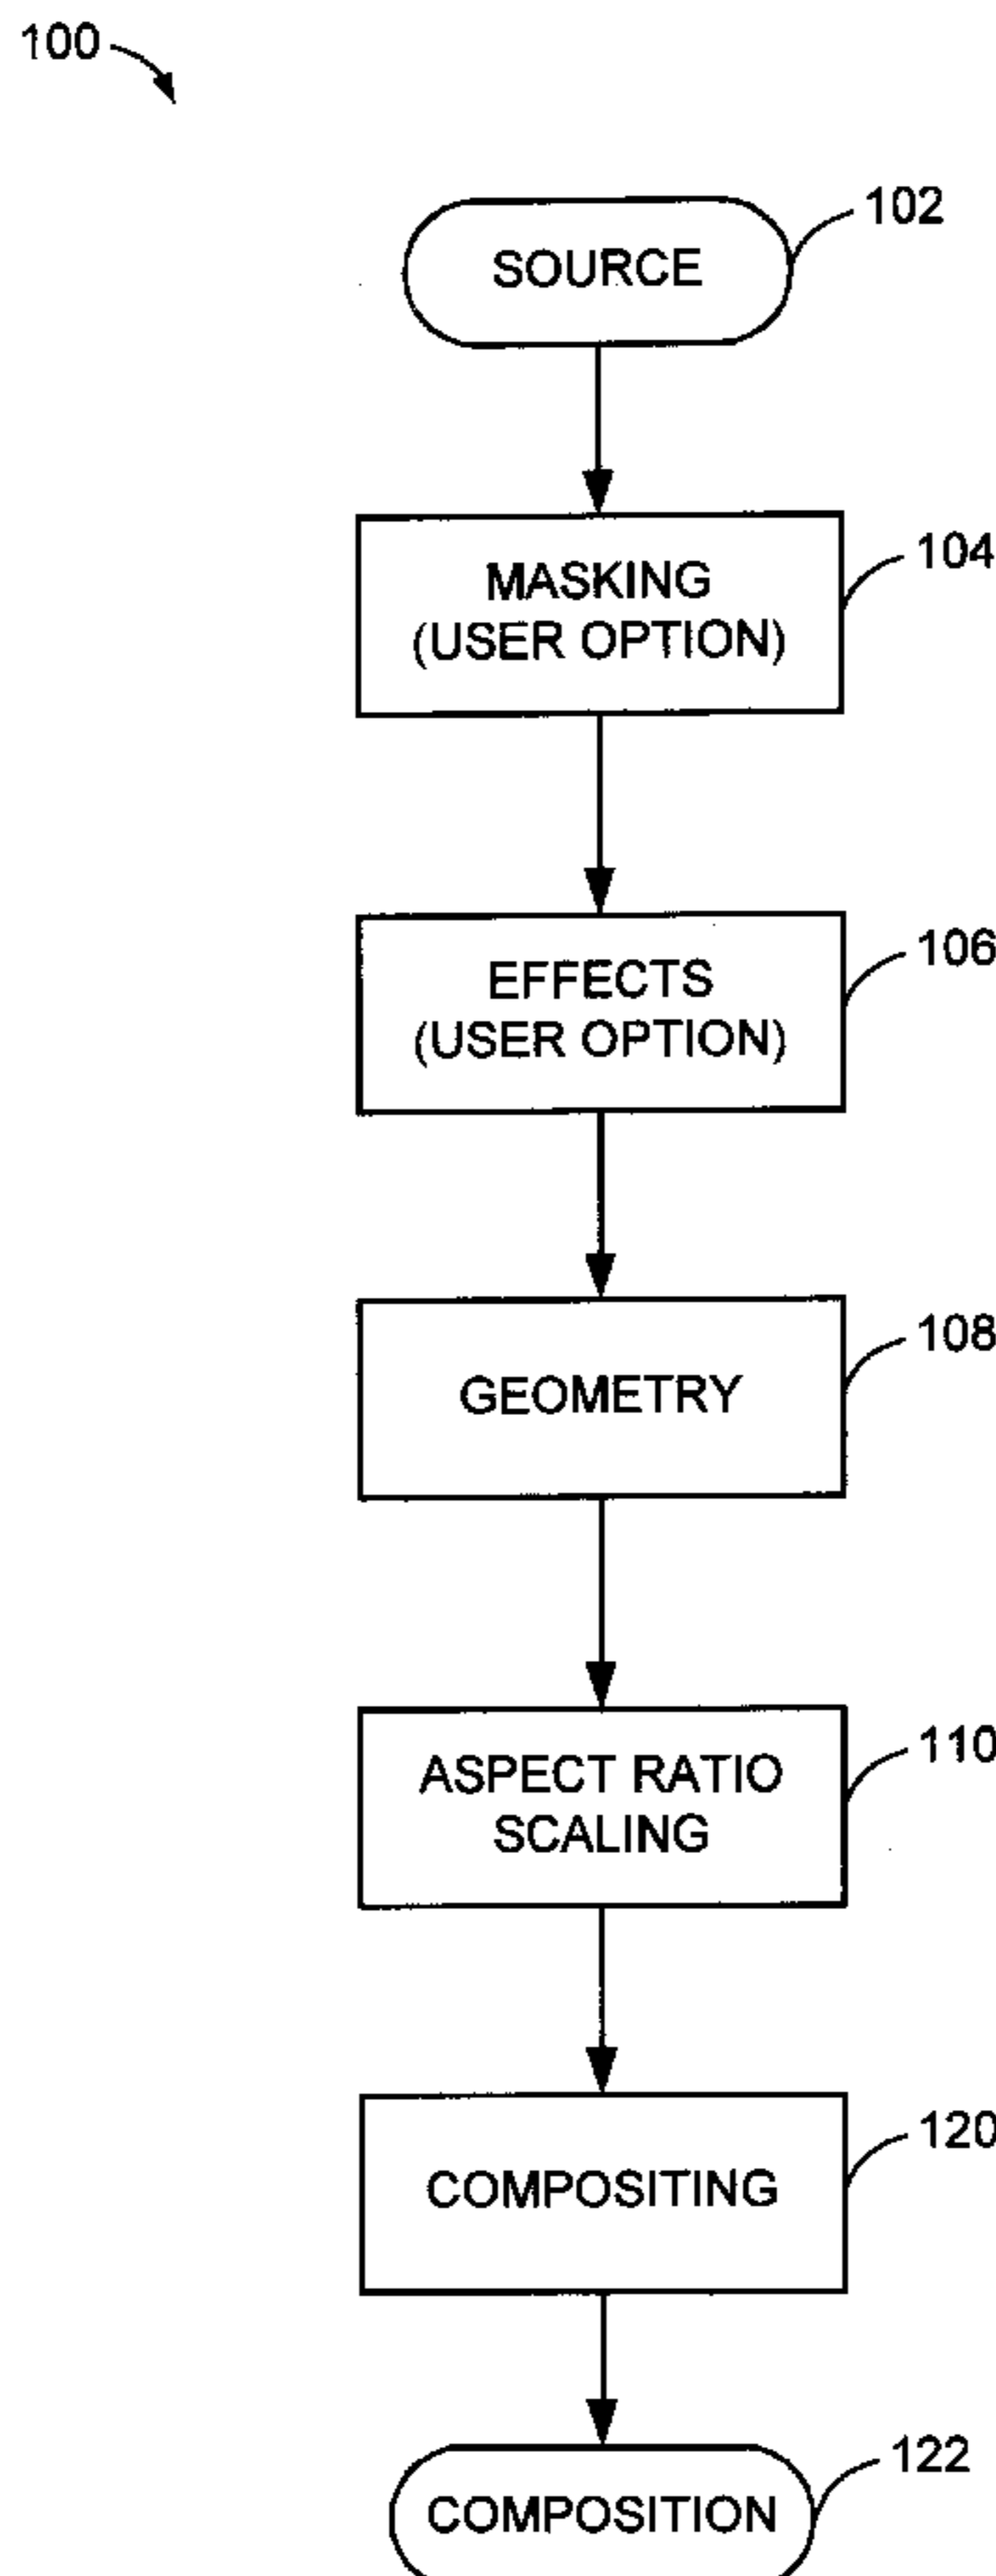 100
102
SOURCE
104
MASKING
(USER OPTION)
106
EFFECTS
(USER OPTION)
108
GEOMETRY
110
ASPECT RATIO
SCALING
120
COMPOSITING
122
COMPOSITION